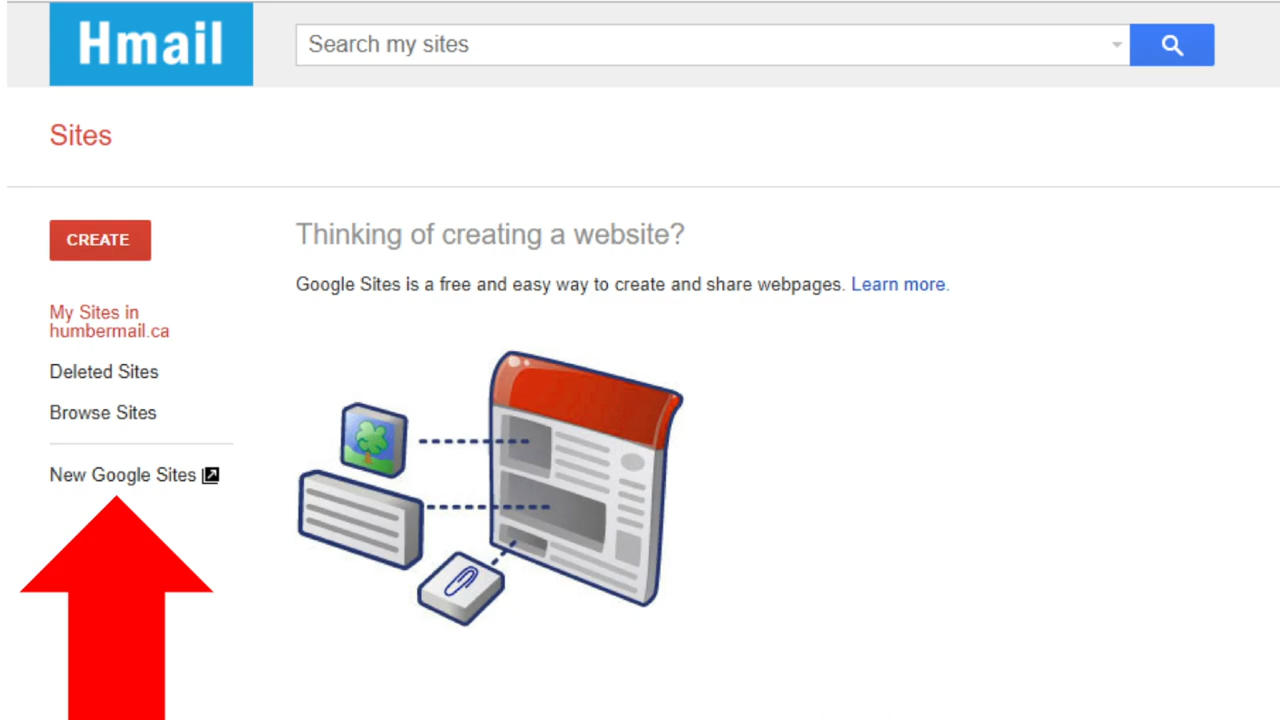 Hmail
Search my sites
Sites
CREATE
Thinking of creating a website?
Google Sites is a free and easy way to create and share webpages. Learn more.
My Sites in
humbermail.ca
Deleted Sites
Browse Sites
New Google Sites